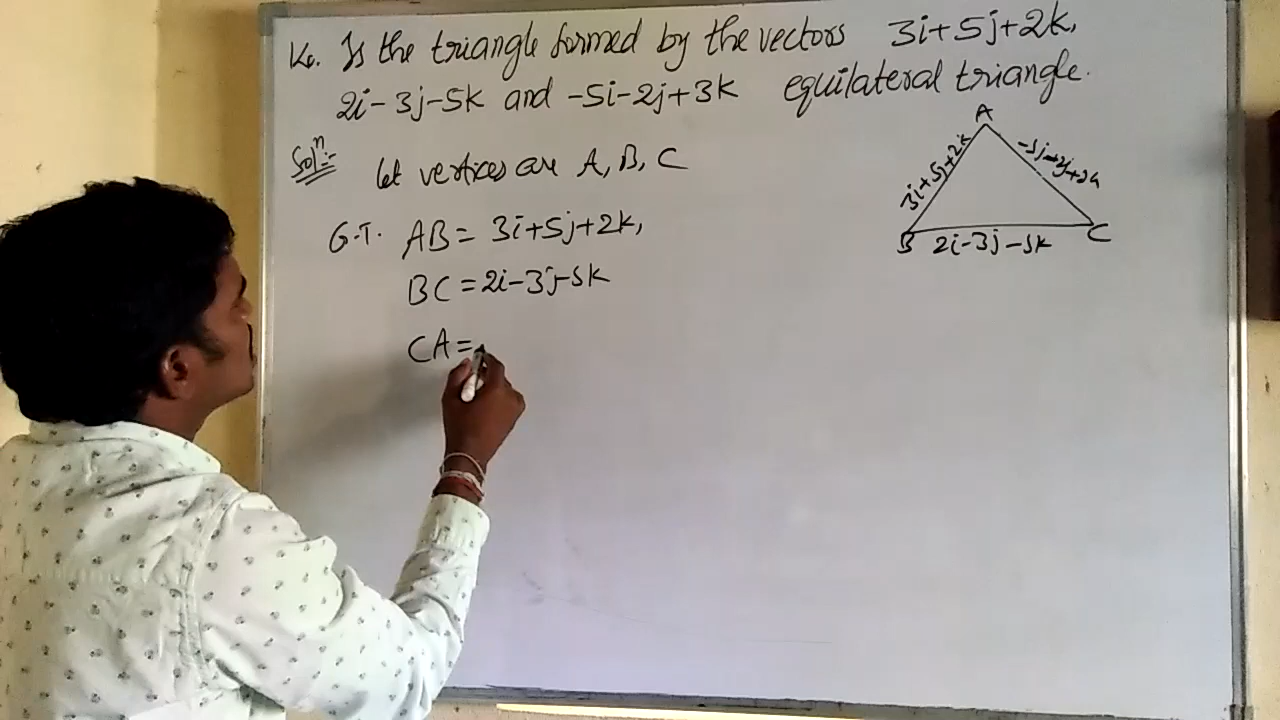 Is the triangle formed by the vectors 3i+5j+2k,
2i-3j-5k and -5i-2j+3k equilateral triangle.
Solⁿ:- let vertices are A, B, C
G.T. AB = 3i+5j+2k,
BC = 2i-3j-5k
CA =
A
3i+5j+2k
B 2i-3j-5k C